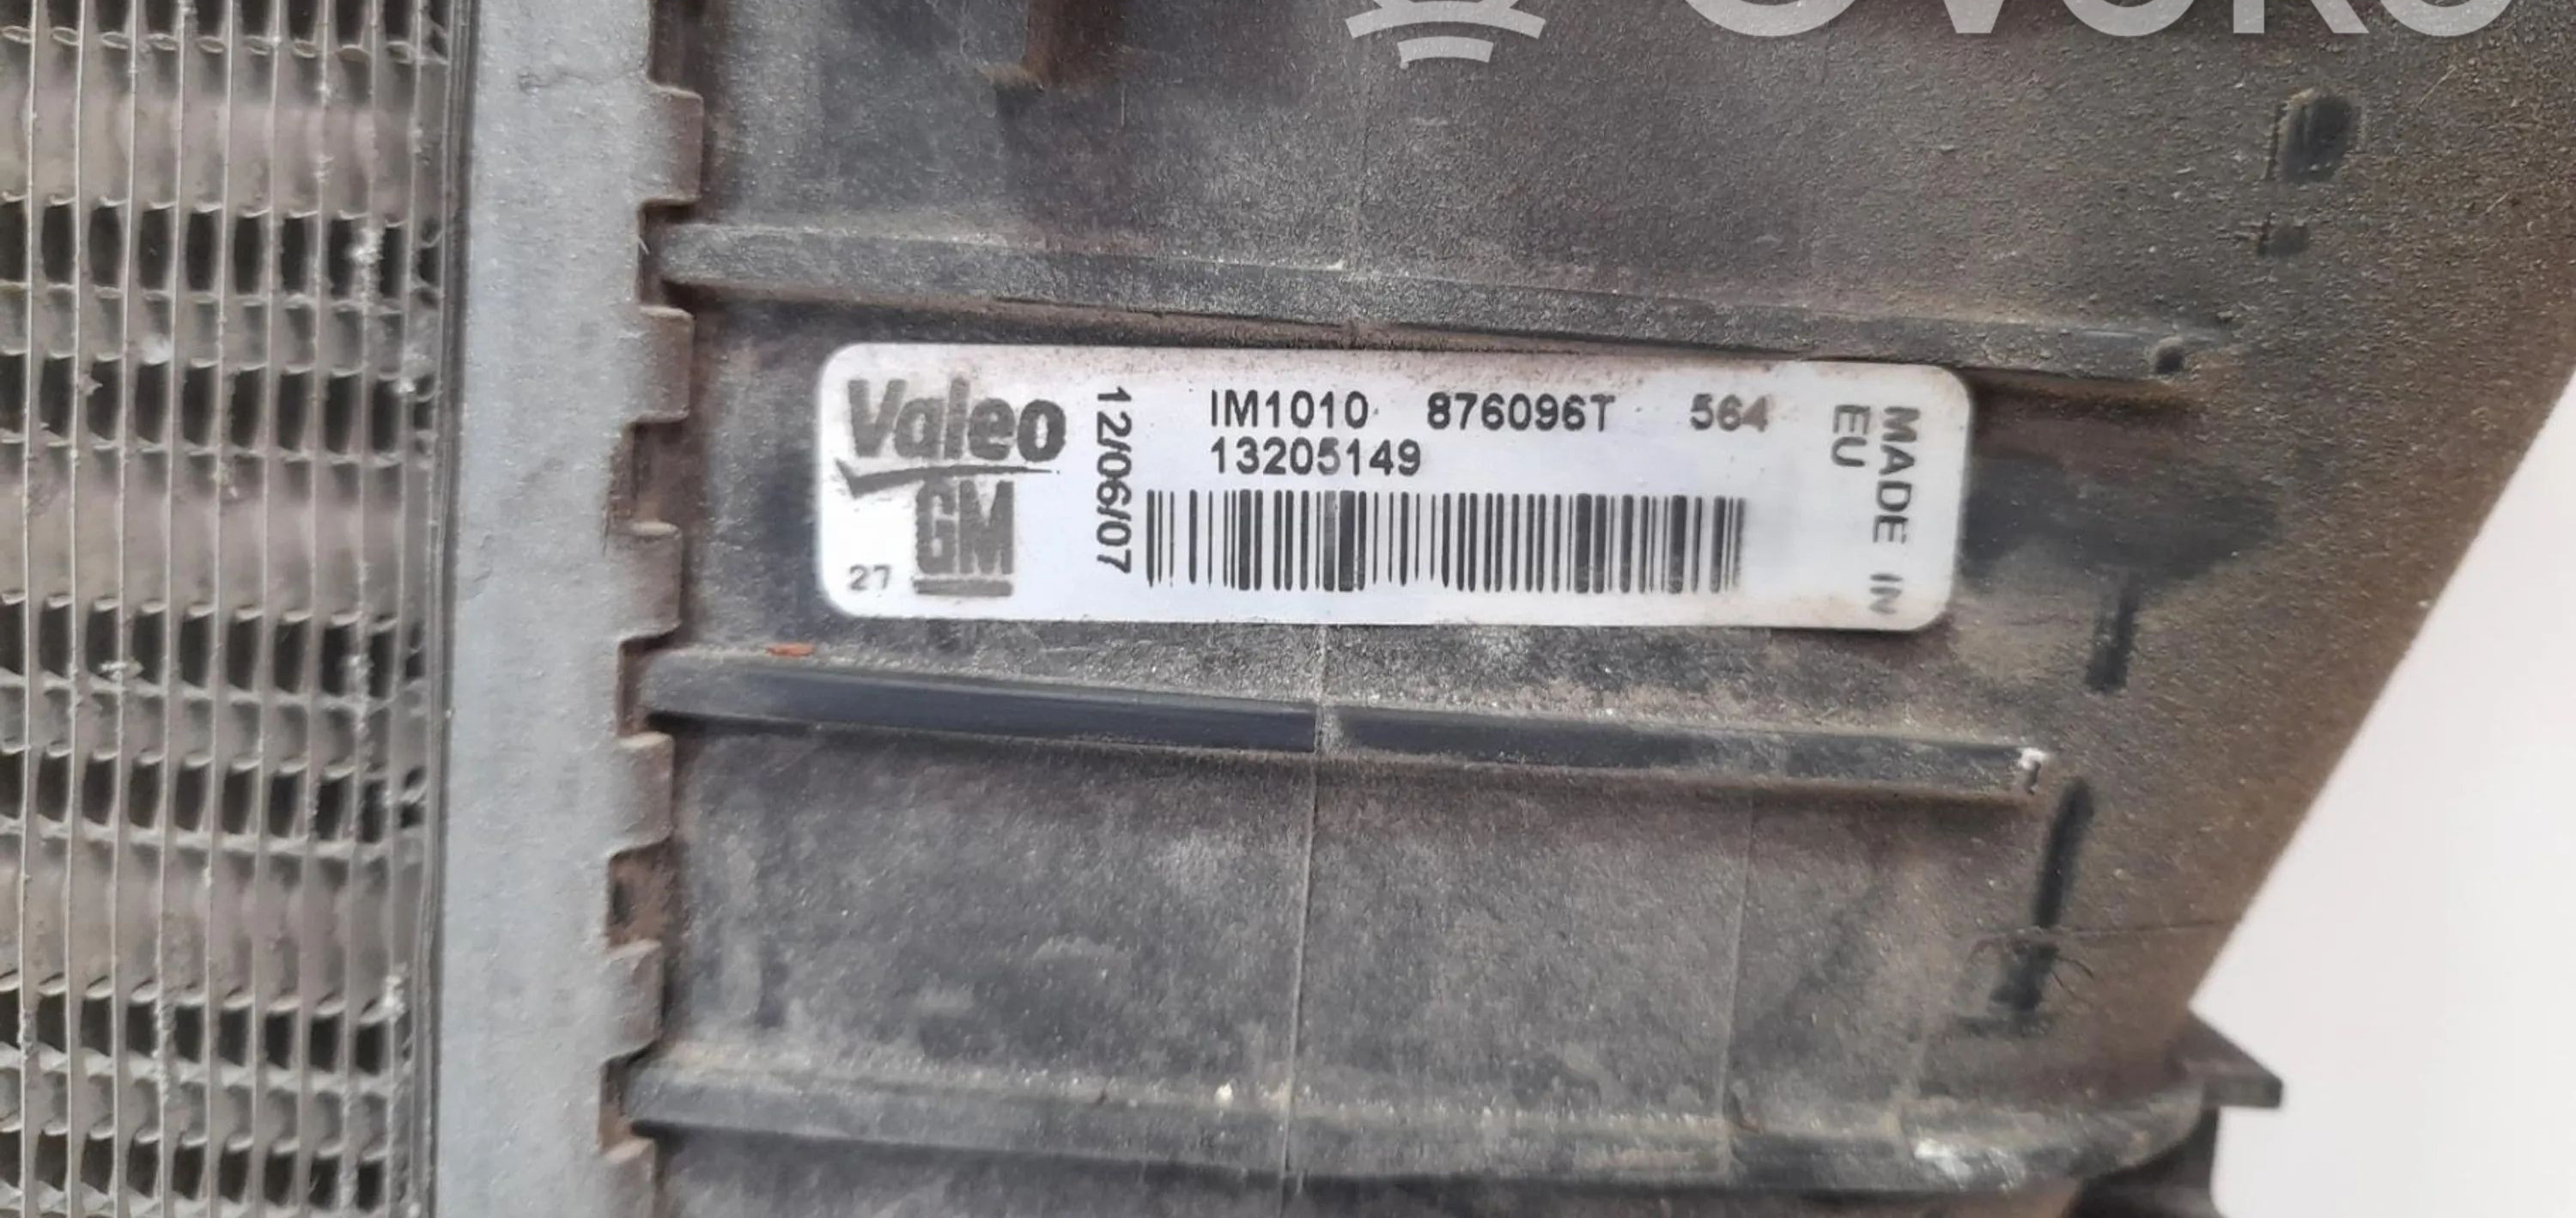 Valeo
GM
27
12/06/07
IM1010 876096T 564
13205149
MADE IN
EU